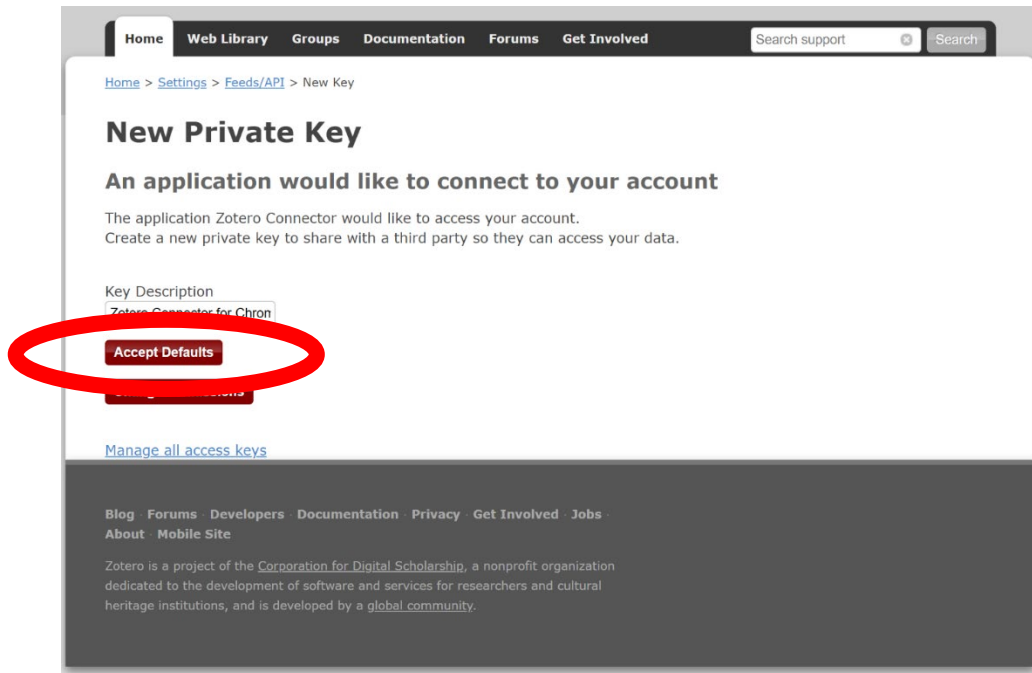 Home Web Library Groups Documentation Forums Get Involved Search support Search
Home > Settings > Feeds/API > New Key
New Private Key
An application would like to connect to your account
The application Zotero Connector would like to access your account.
Create a new private key to share with a third party so they can access your data.
Key Description
Zotero Connector for Chrom
Accept Defaults
Manage all access keys
Blog · Forums · Developers · Documentation · Privacy · Get Involved · Jobs ·
About · Mobile Site
Zotero is a project of the Corporation for Digital Scholarship, a nonprofit organization
dedicated to the development of software and services for researchers and cultural
heritage institutions, and is developed by a global community.